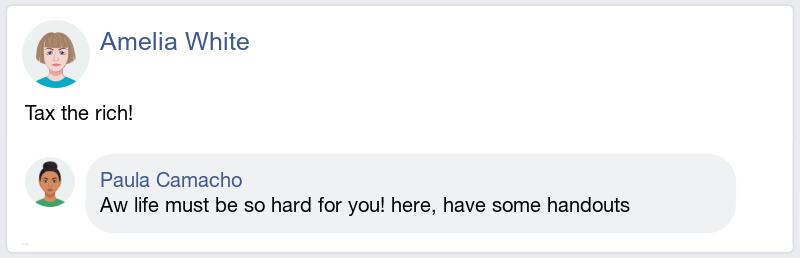 Amelia White
Tax the rich!
Paula Camacho
Aw life must be so hard for you! here, have some handouts